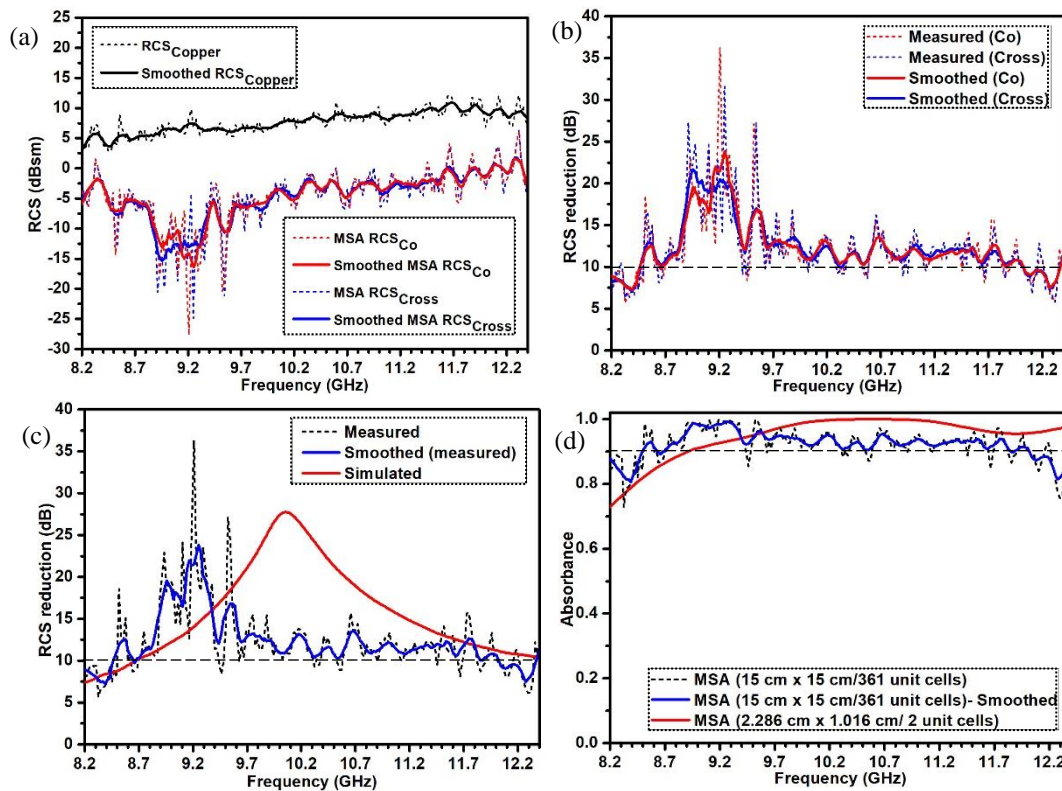 (a)
25
20
15
10
5
0
-5
-10
-15
-20
-25
-30
RCS (dBsm)
RCSCopper
Smoothed RCSCopper
MSA RCSCo
Smoothed MSA RCSCo
MSA RCSCross
Smoothed MSA RCSCross
8.2 8.7 9.2 9.7 10.2 10.7 11.2 11.7 12.2
Frequency (GHz)
(b)
40
35
30
25
20
15
10
5
0
RCS reduction (dB)
Measured (Co)
Measured (Cross)
Smoothed (Co)
Smoothed (Cross)
8.2 8.7 9.2 9.7 10.2 10.7 11.2 11.7 12.2
Frequency (GHz)
(c)
40
35
30
25
20
15
10
5
0
RCS reduction (dB)
Measured
Smoothed (measured)
Simulated
8.2 8.7 9.2 9.7 10.2 10.7 11.2 11.7 12.2
Frequency (GHz)
(d)
1.0
0.8
0.6
0.4
0.2
0.0
Absorbance
MSA (15 cm x 15 cm/361 unit cells)
MSA (15 cm x 15 cm/361 unit cells)- Smoothed
MSA (2.286 cm x 1.016 cm/ 2 unit cells)
8.2 8.7 9.2 9.7 10.2 10.7 11.2 11.7 12.2
Frequency (GHz)